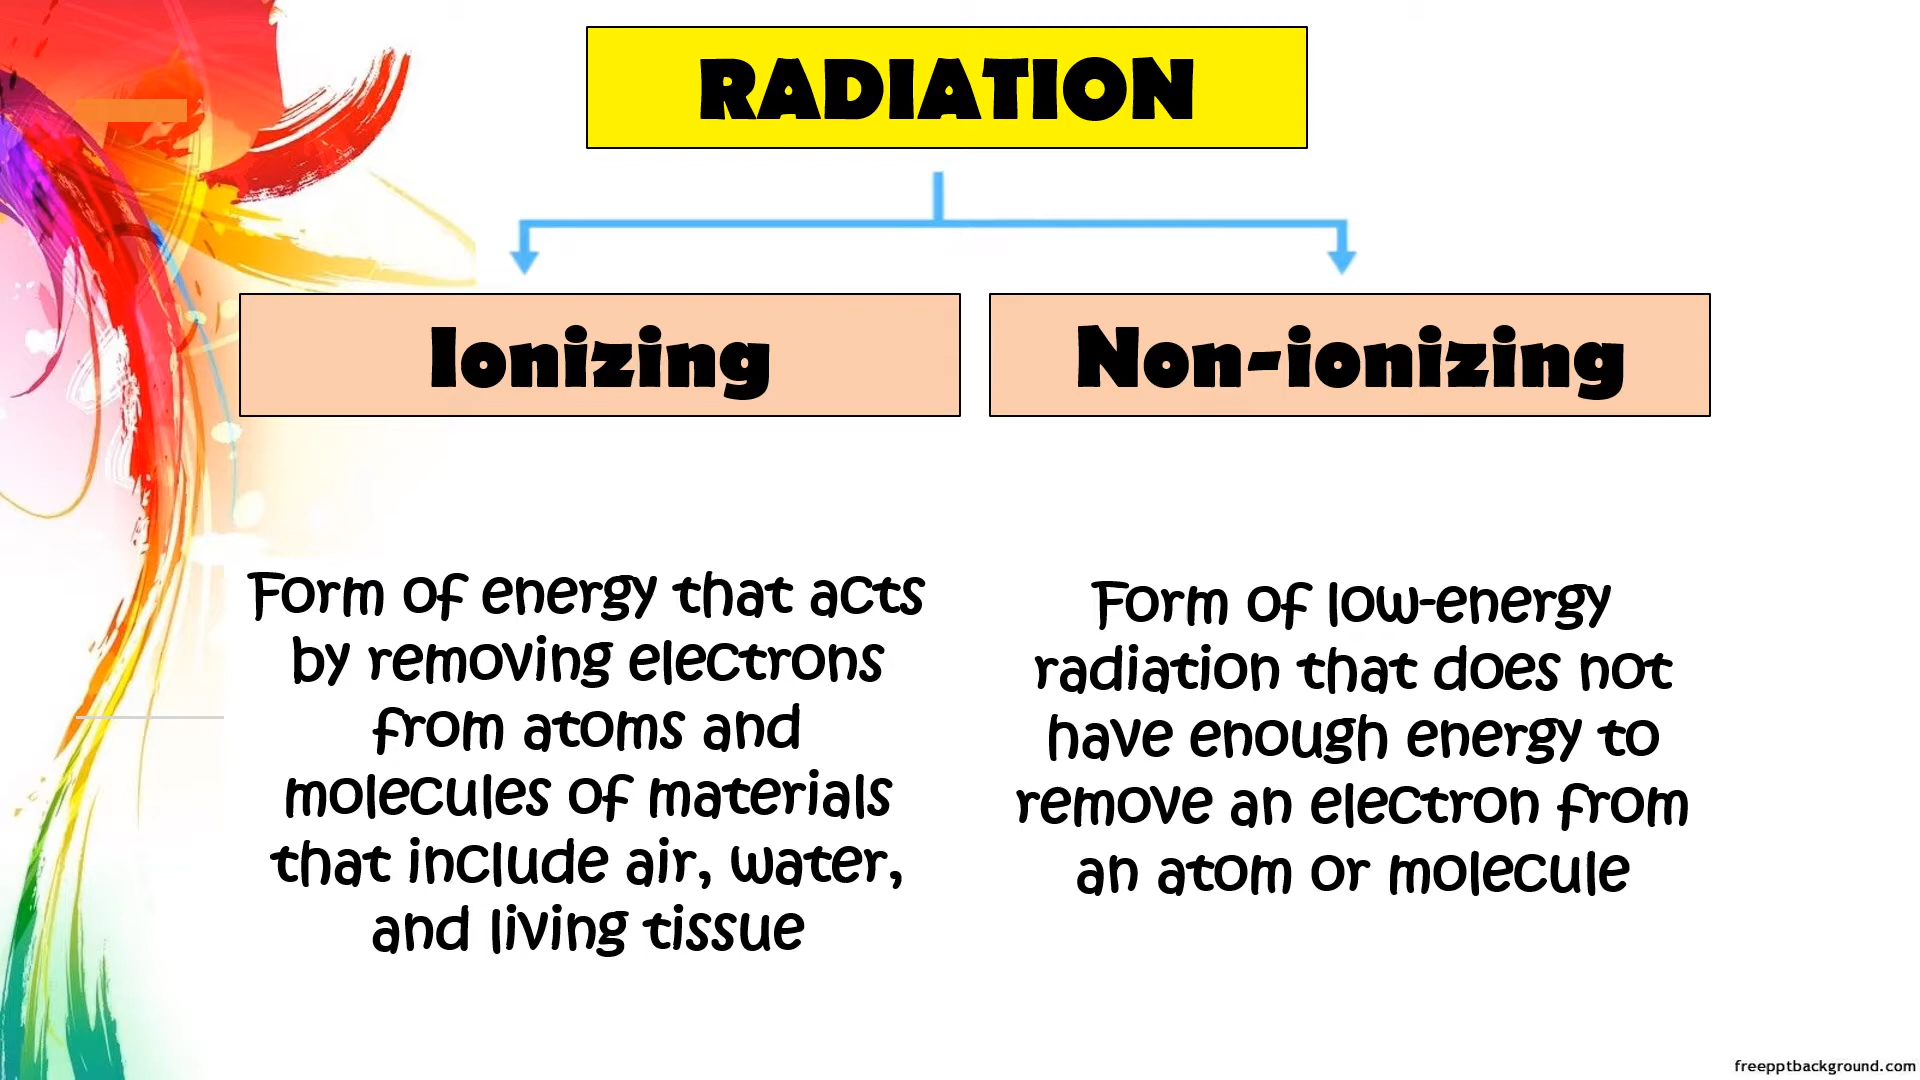 RADIATION
Ionizing
Non-ionizing
Form of energy that acts
by removing electrons
from atoms and
molecules of materials
that include air, water,
and living tissue
Form of low-energy
radiation that does not
have enough energy to
remove an electron from
an atom or molecule
freepptbackground.com